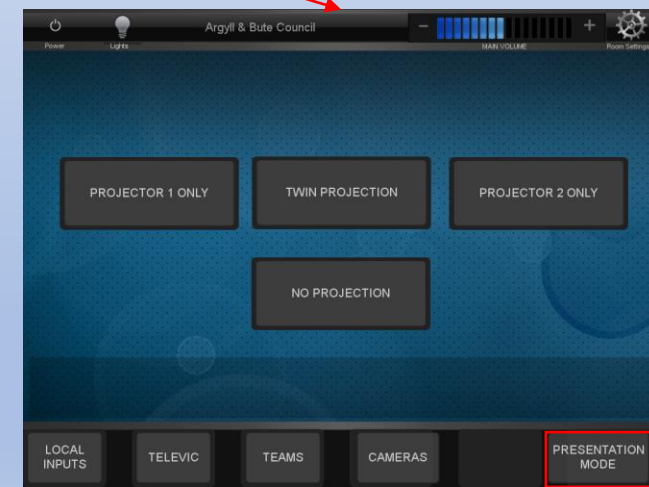 Argyll & Bute Council
Power
Lights
MAIN VOLUME
Room Settings
PROJECTOR 1 ONLY
TWIN PROJECTION
PROJECTOR 2 ONLY
NO PROJECTION
LOCAL
INPUTS
TELEVIC
TEAMS
CAMERAS
PRESENTATION
MODE